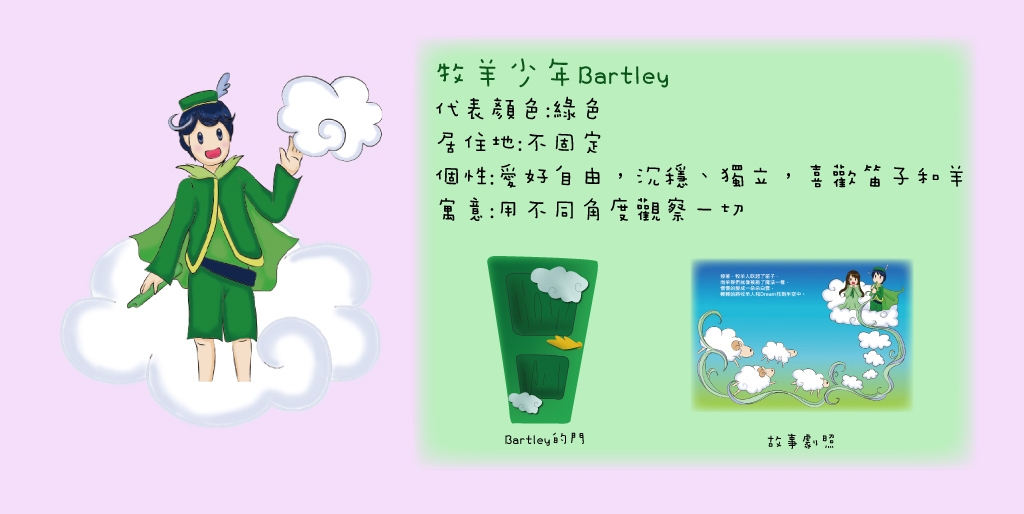 牧羊少年Bartley
代表顏色:綠色
居住地:不固定
個性:愛好自由，沉穩、獨立，喜歡笛子和羊
寓意:用不同角度觀察一切
Bartley的門
故事劇照